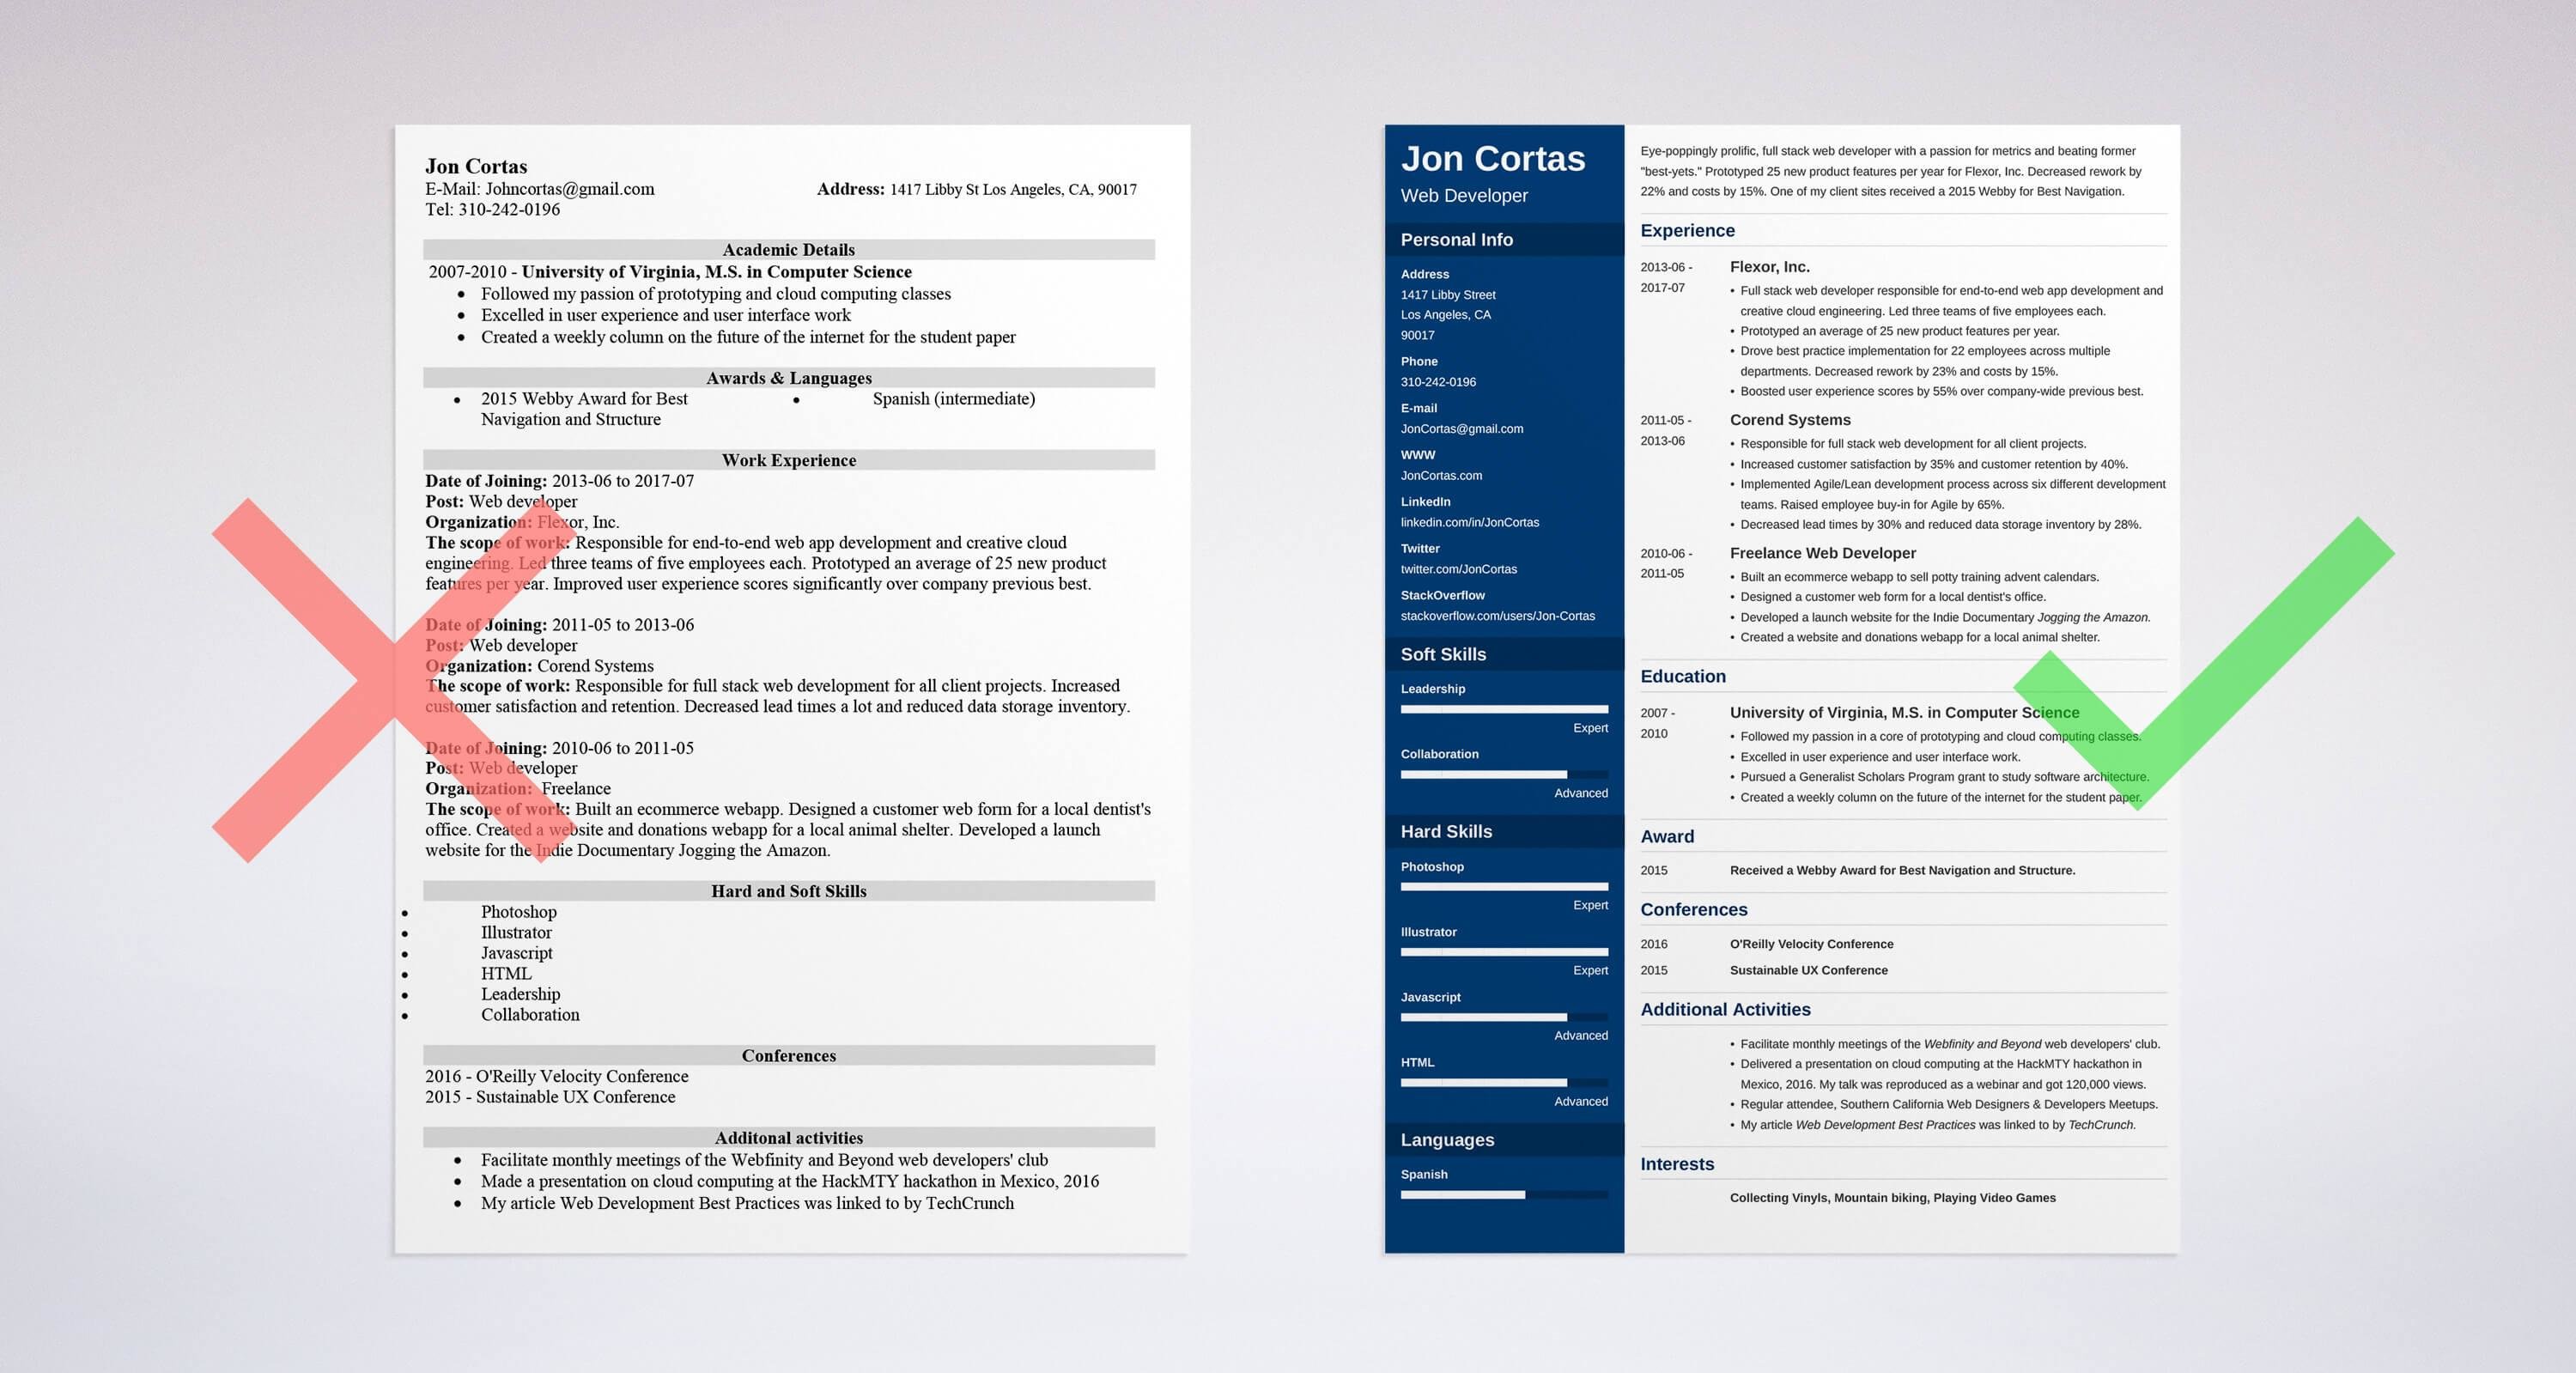 Jon Cortas
E-Mail: Johncortas@gmail.com
Address: 1417 Libby St Los Angeles, CA, 90017
Tel: 310-242-0196
Academic Details
2007-2010 - University of Virginia, M.S. in Computer Science
• Followed my passion of prototyping and cloud computing classes
• Excelled in user experience and user interface work
• Created a weekly column on the future of the internet for the student paper
Awards & Languages
• 2015 Webby Award for Best
Navigation and Structure
• Spanish (intermediate)
Work Experience
Date of Joining: 2013-06 to 2017-07
Post: Web developer
Organization: Flexor, Inc.
The scope of work: Responsible for end-to-end web app development and creative cloud
engineering. Led three teams of five employees each. Prototyped an average of 25 new product
features per year. Improved user experience scores significantly over company previous best.
Date of Joining: 2011-05 to 2013-06
Post: Web developer
Organization: Corend Systems
The scope of work: Responsible for full stack web development for all client projects. Increased
customer satisfaction and retention. Decreased lead times a lot and reduced data storage inventory.
Date of Joining: 2010-06 to 2011-05
Post: Web developer
Organization: Freelance
The scope of work: Built an ecommerce webapp. Designed a customer web form for a local dentist's
office. Created a website and donations webapp for a local animal shelter. Developed a launch
website for the Indie Documentary Jogging the Amazon.
Hard and Soft Skills
• Photoshop
• Illustrator
• Javascript
• HTML
• Leadership
• Collaboration
Conferences
2016 - O'Reilly Velocity Conference
2015 - Sustainable UX Conference
Additonal activities
• Facilitate monthly meetings of the Webfinity and Beyond web developers' club
• Made a presentation on cloud computing at the HackMTY hackathon in Mexico, 2016
• My article Web Development Best Practices was linked to by TechCrunch
Jon Cortas
Web Developer
Personal Info
Address
1417 Libby Street
Los Angeles, CA
90017
Phone
310-242-0196
E-mail
JonCortas@gmail.com
WWW
JonCortas.com
LinkedIn
linkedin.com/in/JonCortas
Twitter
twitter.com/JonCortas
StackOverflow
stackoverflow.com/users/Jon-Cortas
Soft Skills
Leadership
Expert
Collaboration
Advanced
Hard Skills
Photoshop
Expert
Illustrator
Expert
Javascript
Advanced
HTML
Advanced
Languages
Spanish
Eye-poppingly prolific, full stack web developer with a passion for metrics and beating former
"best-yets." Prototyped 25 new product features per year for Flexor, Inc. Decreased rework by
22% and costs by 15%. One of my client sites received a 2015 Webby for Best Navigation.
Experience
2013-06 -
2017-07
Flexor, Inc.
• Full stack web developer responsible for end-to-end web app development and
creative cloud engineering. Led three teams of five employees each.
• Prototyped an average of 25 new product features per year.
• Drove best practice implementation for 22 employees across multiple
departments. Decreased rework by 23% and costs by 15%.
• Boosted user experience scores by 55% over company-wide previous best.
2011-05 -
2013-06
Corend Systems
• Responsible for full stack web development for all client projects.
• Increased customer satisfaction by 35% and customer retention by 40%.
• Implemented Agile/Lean development process across six different development
teams. Raised employee buy-in for Agile by 65%.
• Decreased lead times by 30% and reduced data storage inventory by 28%.
2010-06 -
2011-05
Freelance Web Developer
• Built an ecommerce webapp to sell potty training advent calendars.
• Designed a customer web form for a local dentist's office.
• Developed a launch website for the Indie Documentary Jogging the Amazon.
• Created a website and donations webapp for a local animal shelter.
Education
2007 -
2010
University of Virginia, M.S. in Computer Science
• Followed my passion in a core of prototyping and cloud computing classes.
• Excelled in user experience and user interface work.
• Pursued a Generalist Scholars Program grant to study software architecture.
• Created a weekly column on the future of the internet for the student paper.
Award
2015 Received a Webby Award for Best Navigation and Structure.
Conferences
2016 O'Reilly Velocity Conference
2015 Sustainable UX Conference
Additional Activities
• Facilitate monthly meetings of the Webfinity and Beyond web developers' club.
• Delivered a presentation on cloud computing at the HackMTY hackathon in
Mexico, 2016. My talk was reproduced as a webinar and got 120,000 views.
• Regular attendee, Southern California Web Designers & Developers Meetups.
• My article Web Development Best Practices was linked to by TechCrunch.
Interests
Collecting Vinyls, Mountain biking, Playing Video Games